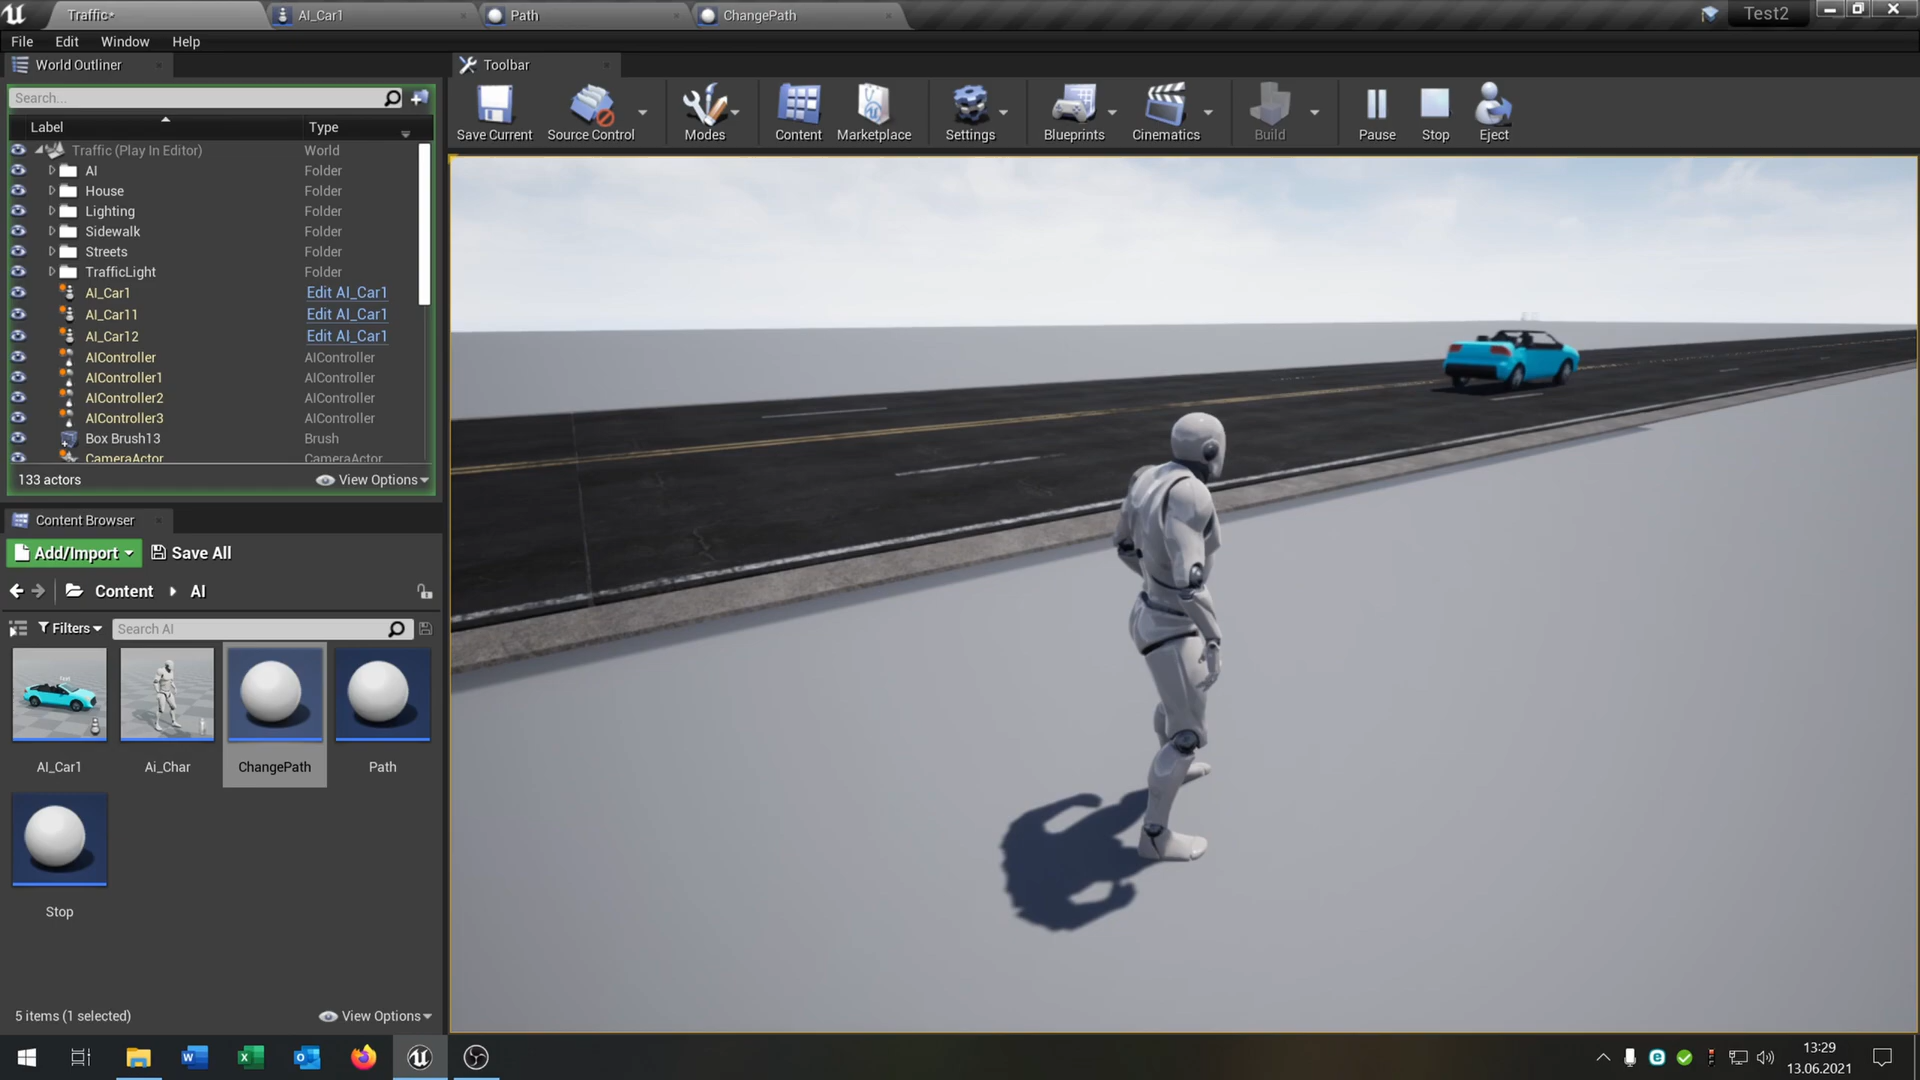 Traffic*
AI_Car1
Path
ChangePath
Test2
File
Edit
Window
Help
World Outliner
Toolbar
Search...
Save Current
Source Control
Modes
Content
Marketplace
Settings
Blueprints
Cinematics
Build
Pause
Stop
Eject
Label
Type
Traffic (Play In Editor)
World
AI
Folder
House
Folder
Lighting
Folder
Sidewalk
Folder
Streets
Folder
TrafficLight
Folder
AI_Car1
Edit AI_Car1
AI_Car11
Edit AI_Car1
AI_Car12
Edit AI_Car1
AIController
AIController
AIController1
AIController
AIController2
AIController
AIController3
AIController
Box Brush13
Brush
CameraActor
CameraActor
133 actors
View Options
Content Browser
Add/Import
Save All
Content
AI
Filters
Search AI
AI_Car1
Ai_Char
ChangePath
Path
Stop
5 items (1 selected)
View Options
13:29
13.06.2021